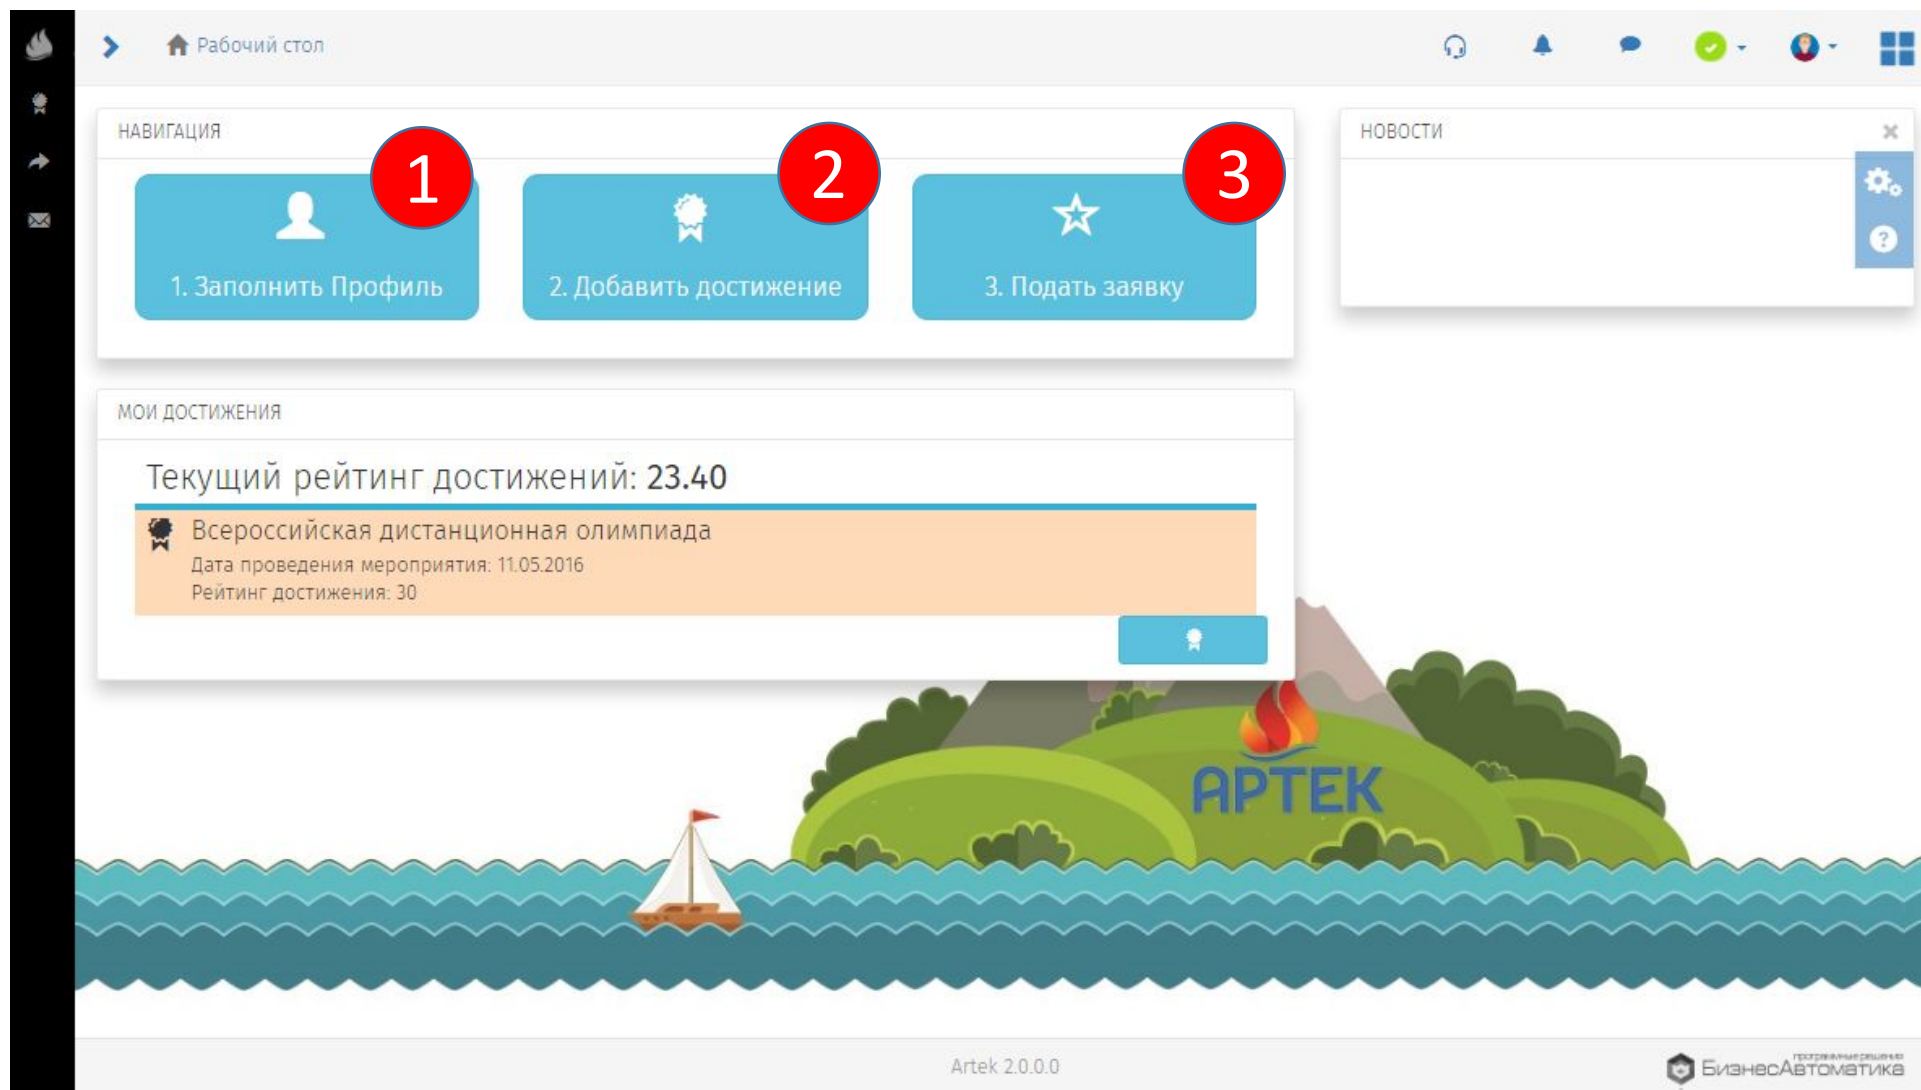 Рабочий стол
НАВИГАЦИЯ
1
2
3
1. Заполнить Профиль
2. Добавить достижение
3. Подать заявку
НОВОСТИ
МОИ ДОСТИЖЕНИЯ
Текущий рейтинг достижений: 23.40
Всероссийская дистанционная олимпиада
Дата проведения мероприятия: 11.05.2016
Рейтинг достижения: 30
АРТЕК
Artek 2.0.0.0
программные решения
БизнесАвтоматика